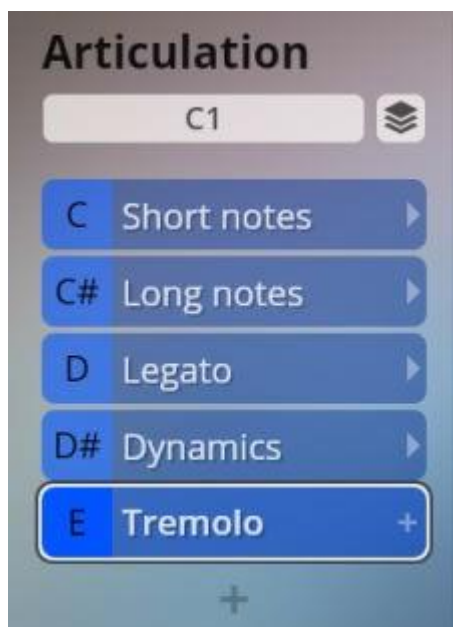 Articulation
C1
C Short notes
C# Long notes
D Legato
D# Dynamics
E Tremolo +
+